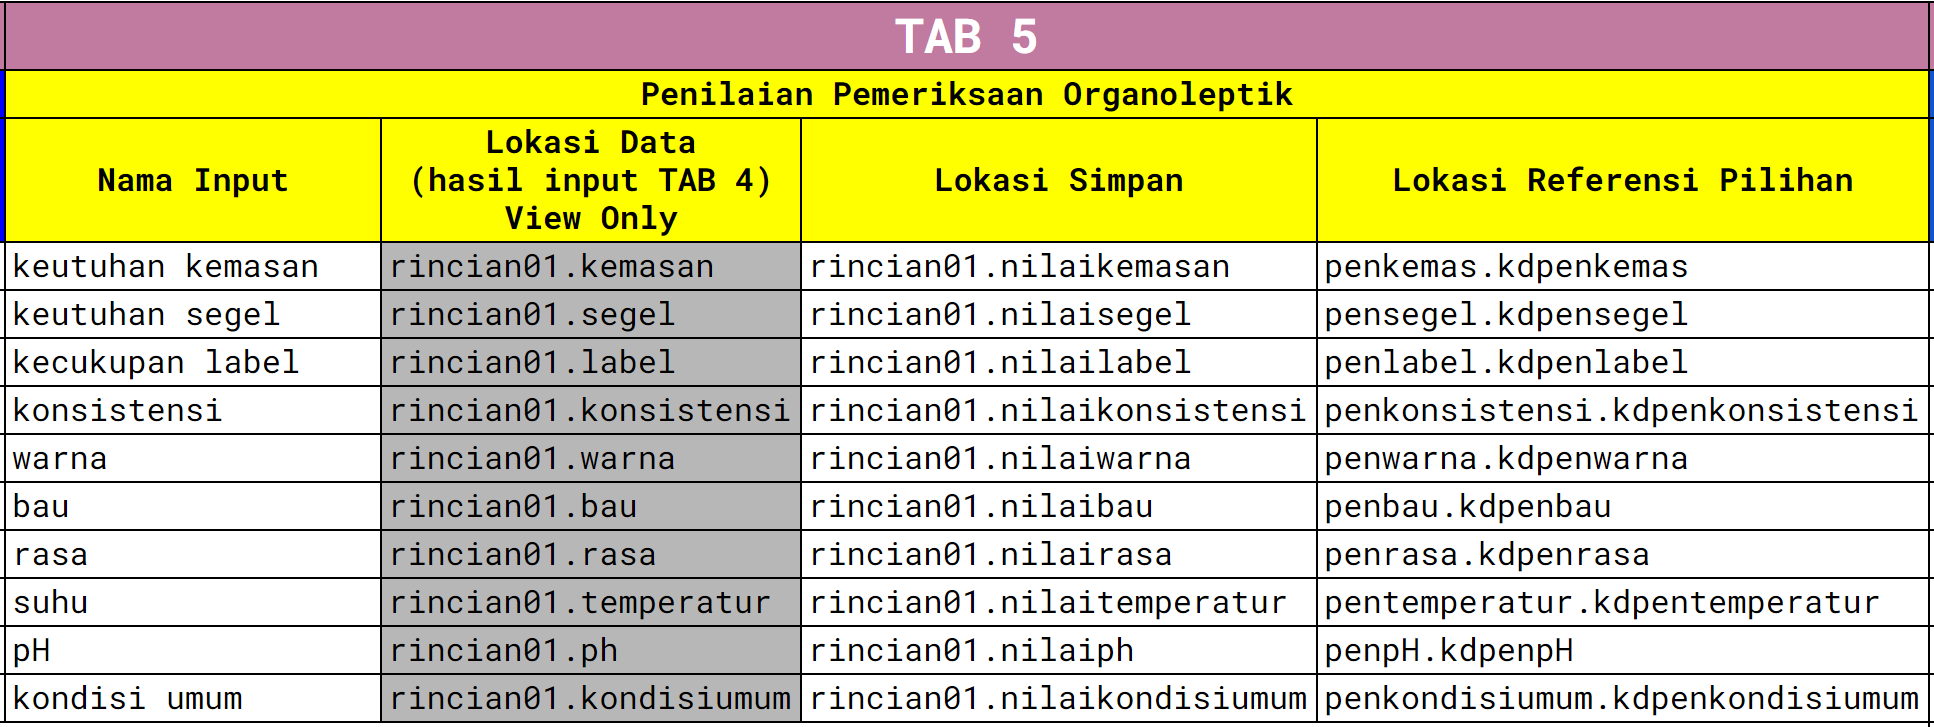 TAB 5
Penilaian Pemeriksaan Organoleptik
Nama Input
Lokasi Data
(hasil input TAB 4)
View Only
Lokasi Simpan
Lokasi Referensi Pilihan
keutuhan kemasan rincian01.kemasan rincian01.nilaikemasan penkemas.kdpenkemas
keutuhan segel rincian01.segel rincian01.nilaisegel pensegel.kdpensegel
kecukupan label rincian01.label rincian01.nilailabel penlabel.kdpenlabel
konsistensi rincian01.konsistensi rincian01.nilaikonsistensi penkonsistensi.kdpenkonsistensi
warna rincian01.warna rincian01.nilaiwarna penwarna.kdpenwarna
bau rincian01.bau rincian01.nilaibau penbau.kdpenbau
rasa rincian01.rasa rincian01.nilairasa penrasa.kdpenrasa
suhu rincian01.temperatur rincian01.nilaitemperatur pentemperatur.kdpentemperatur
pH rincian01.ph rincian01.nilaiph penpH.kdpenpH
kondisi umum rincian01.kondisiumum rincian01.nilaikondisiumum penkondisiumum.kdpenkondisiumum